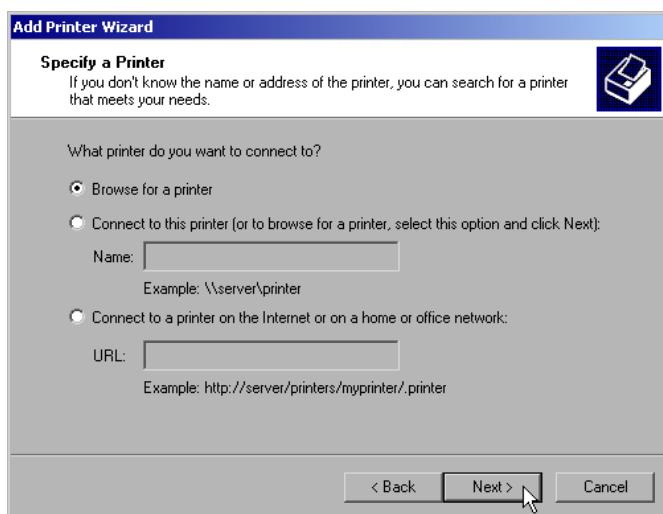 Add Printer Wizard
Specify a Printer
If you don't know the name or address of the printer, you can search for a printer
that meets your needs.
What printer do you want to connect to?
Browse for a printer
Connect to this printer (or to browse for a printer, select this option and click Next):
Name:
Example: \\server\printer
Connect to a printer on the Internet or on a home or office network:
URL:
Example: http://server/printers/myprinter/.printer
< Back Next > Cancel